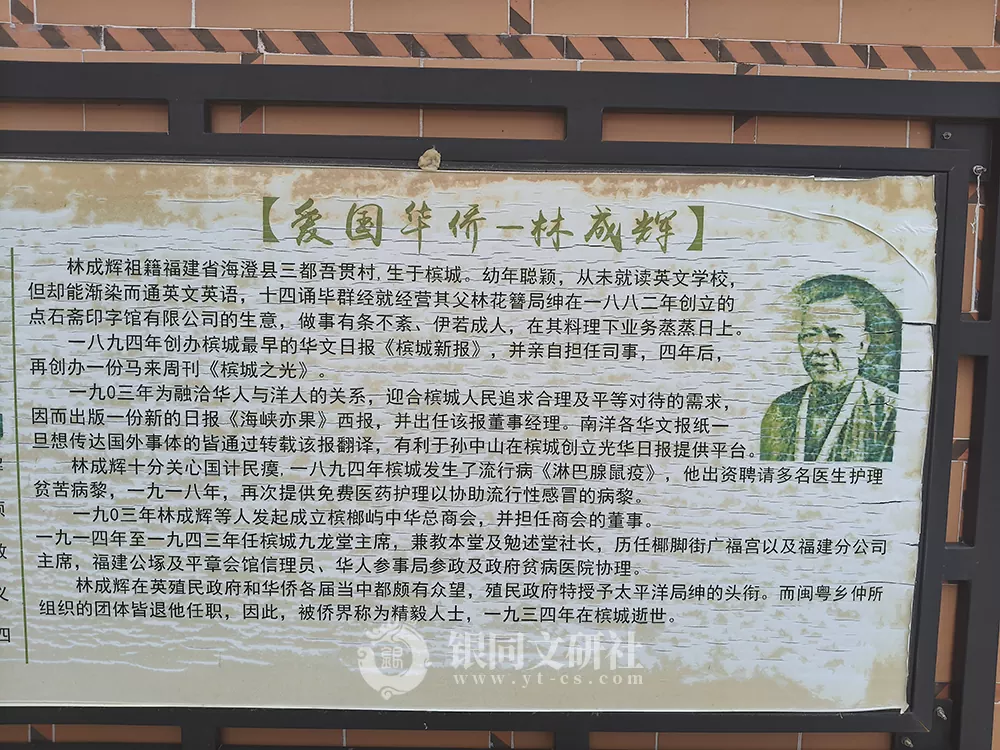 【爱国华侨一林成辉】
林成辉祖籍福建省海澄县三都吾贯村,生于槟城。幼年聪颖，从未就读英文学校，
但却能渐染而通英文英语，十四诵毕群经就经营其父林花簪局绅在一八八二年创立的
点石斋印字馆有限公司的生意，做事有条不紊、伊若成人，在其料理下业务蒸蒸日上。
一八九四年创办槟城最早的华文日报《槟城新报》，并亲自担任司事，四年后，
再创办一份马来周刊《槟城之光》。
一九0三年为融洽华人与洋人的关系，迎合槟城人民追求合理及平等对待的需求，
因而出版一份新的日报《海峡亦果》西报，并出任该报董事经理。南洋各华文报纸一
旦想传达国外事体的皆通过转载该报翻译，有利于孙中山在槟城创立光华日报提供平台。
林成辉十分关心国计民瘼,一八九四年槟城发生了流行病《淋巴腺鼠疫》，他出资聘请多名医生护理
贫苦病黎，一九一八年，再次提供免费医药护理以协助流行性感冒的病黎。
一九0三年林成辉等人发起成立槟榔屿中华总商会，并担任商会的董事。
一九一四年至一九四三年任槟城九龙堂主席，兼教本堂及勉述堂社长，历任椰脚街广福宫以及福建分公司
主席，福建公塚及平章会馆信理员、华人参事局参政及政府贫病医院协理。
林成辉在英殖民政府和华侨各届当中都颇有众望，殖民政府特授予太平洋局绅的头衔。而闽粤乡仲所
组织的团体皆退他任职，因此，被侨界称为精毅人士，一九三四年在槟城逝世。
四
银同文研社
www.yt-cs.com